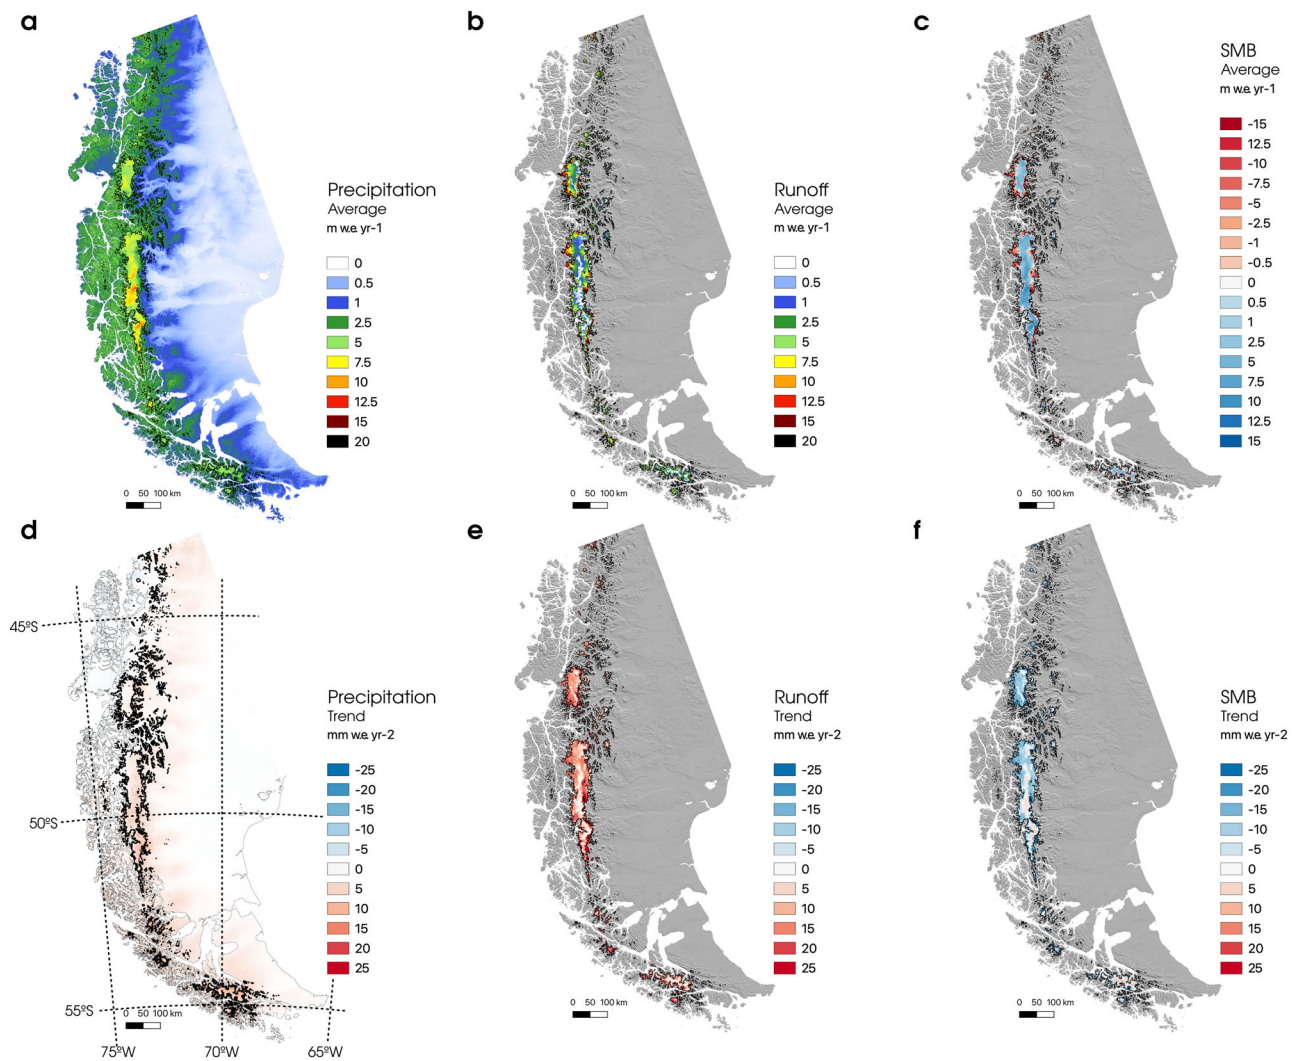 a
Precipitation
Average
m w.e. yr-1
0
0.5
1
2.5
5
7.5
10
12.5
15
20
0 50 100 km
b
Runoff
Average
m w.e. yr-1
0
0.5
1
2.5
5
7.5
10
12.5
15
20
0 50 100 km
c
SMB
Average
m w.e. yr-1
-15
12.5
-10
-7.5
-5
-2.5
-1
-0.5
0
0.5
1
2.5
5
7.5
10
12.5
15
0 50 100 km
d
45ºS
50ºS
55ºS
75ºW
70ºW
65ºW
Precipitation
Trend
mm w.e. yr-2
-25
-20
-15
-10
-5
0
5
10
15
20
25
0 50 100 km
e
Runoff
Trend
mm w.e. yr-2
-25
-20
-15
-10
-5
0
5
10
15
20
25
0 50 100 km
f
SMB
Trend
mm w.e. yr-2
-25
-20
-15
-10
-5
0
5
10
15
20
25
0 50 100 km